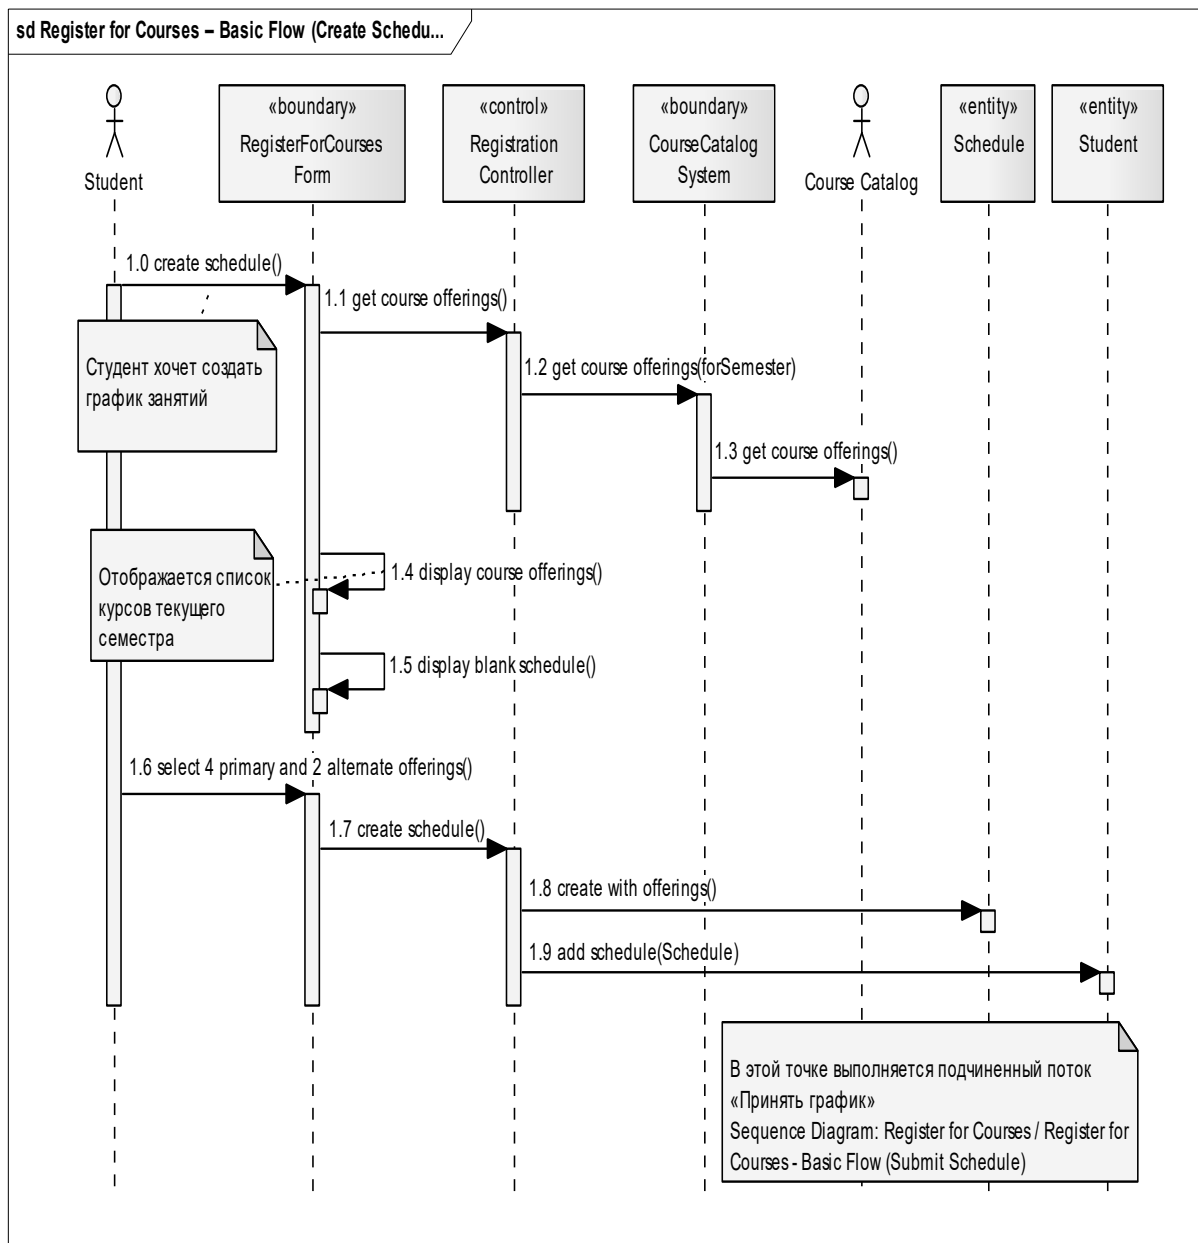 sd Register for Courses – Basic Flow (Create Schedu...
«boundary»
RegisterForCourses
Form
«control»
Registration
Controller
«boundary»
CourseCatalog
System
«entity»
Schedule
«entity»
Student
Student
Course Catalog
1.0 create schedule()
1.1 get course offerings()
Студент хочет создать
график занятий
1.2 get course offerings(forSemester)
1.3 get course offerings()
Отображается список
курсов текущего
семестра
1.4 display course offerings()
1.5 display blank schedule()
1.6 select 4 primary and 2 alternate offerings()
1.7 create schedule()
1.8 create with offerings()
1.9 add schedule(Schedule)
В этой точке выполняется подчиненный поток
«Принять график»
Sequence Diagram: Register for Courses / Register for
Courses - Basic Flow (Submit Schedule)